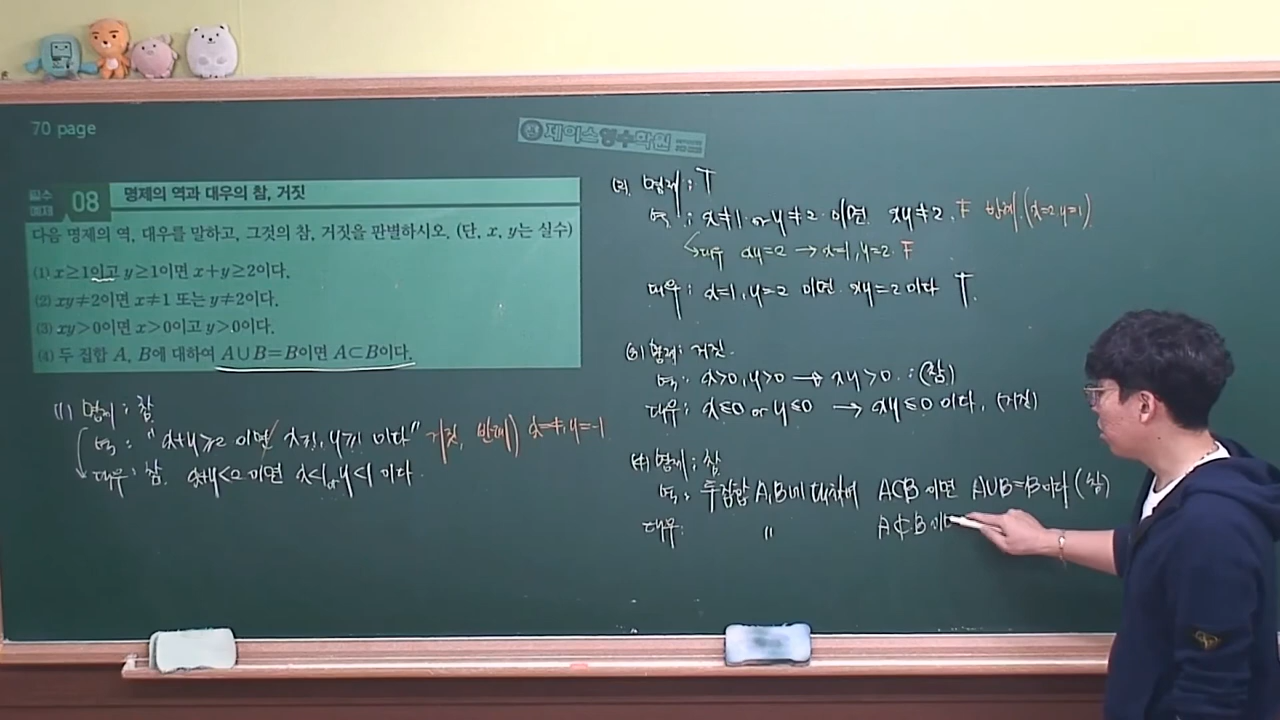 70 page
제이스영수학원
필수 예제 08 명제의 역과 대우의 참, 거짓
다음 명제의 역, 대우를 말하고, 그것의 참, 거짓을 판별하시오. (단, x, y는 실수)
(1) x≥1이고 y≥1이면 x+y≥2이다.
(2) xy≠2이면 x≠1 또는 y≠2이다.
(3) xy>0이면 x>0이고 y>0이다.
(4) 두 집합 A, B에 대하여 A∪B=B이면 A⊂B이다.
(1) 명제 : 참
역 : "x+y≥2 이면 x≥1, y≥1 이다" 거짓, 반례)
대우 : 참. x+y<2 이면 x<1 or y<1 이다.
(2) 명제 : T
역 : x≠1 or y≠2 이면 xy≠2. F 반례 (x=2, y=1)
대우 xy=2 → x=1, y=2. F
대우 : x=1, y=2 이면 xy=2 이다 T.
(3) 명제 : 거짓.
역 : x>0, y>0 → xy>0. : (참)
대우 : x≤0 or y≤0 → xy≤0 이다. (거짓)
(4) 명제 : 참
역 : 두 집합 A, B에 대하여 A⊂B 이면 A∪B=B이다 (참)
대우 : " A⊄B 이